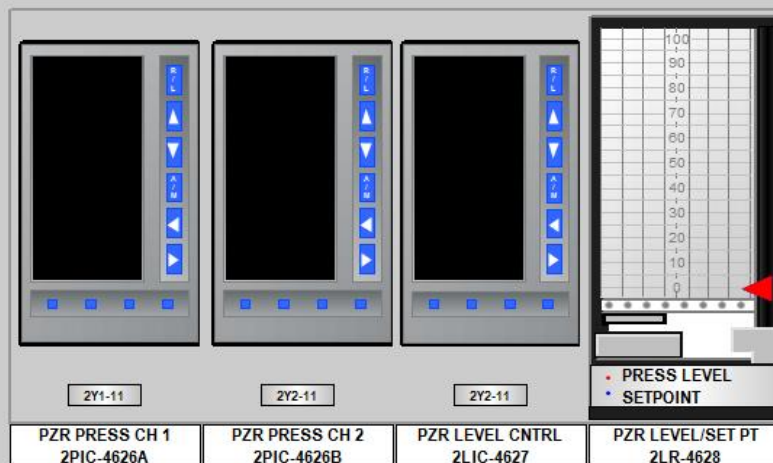 R/L
A/M
R/L
A/M
R/L
A/M
100
90
80
70
60
50
40
30
20
10
0
PRESS LEVEL
SETPOINT
2Y1-11
2Y2-11
2Y2-11
PZR PRESS CH 1
2PIC-4626A
PZR PRESS CH 2
2PIC-4626B
PZR LEVEL CNTRL
2LIC-4627
PZR LEVEL/SET PT
2LR-4628